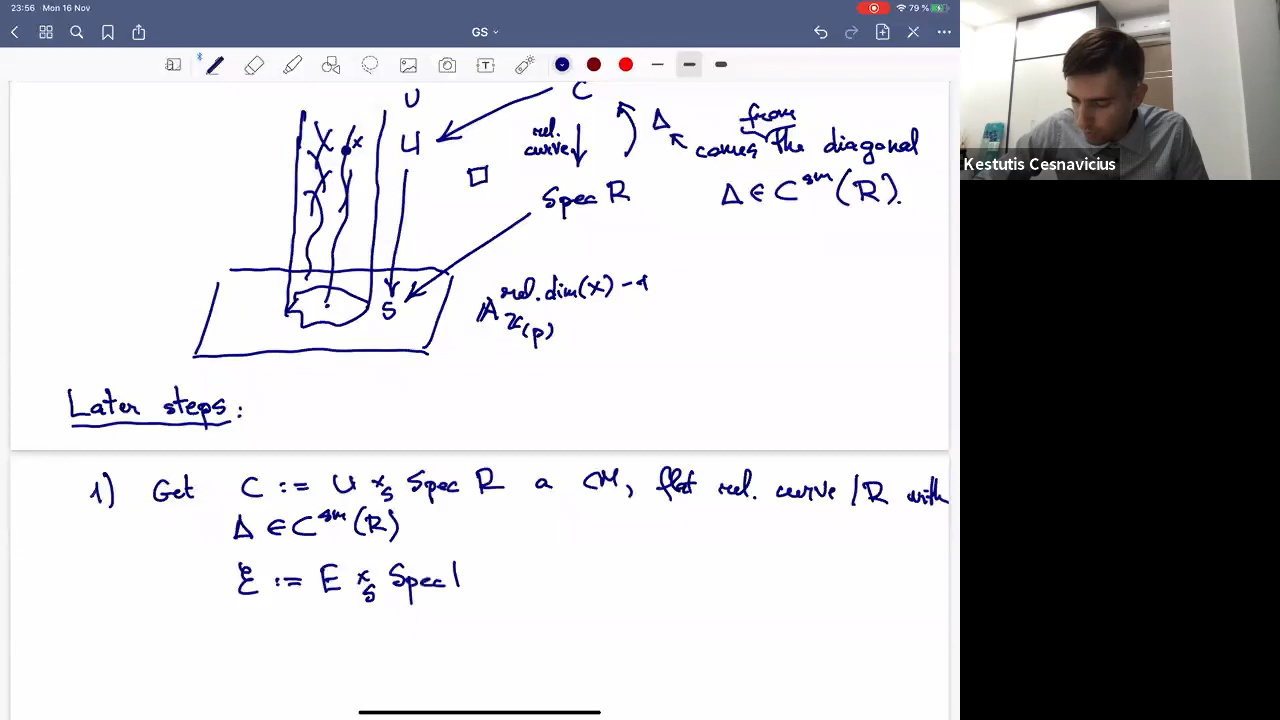 23:56 Mon 16 Nov
79 %
GS
U
C
Δ
from
comes the diagonal
rel.
curve
x
U
□
Kestutis Cesnavicius
Spec R
Δ ∈ C^sm (R).
S
A^rel.dim(x)-1_Z(p)
Later steps:
1) Get C := U ×_S Spec R a CM, flat rel. curve /R with
Δ ∈ C^sm(R)
ℰ := E ×_S Spec